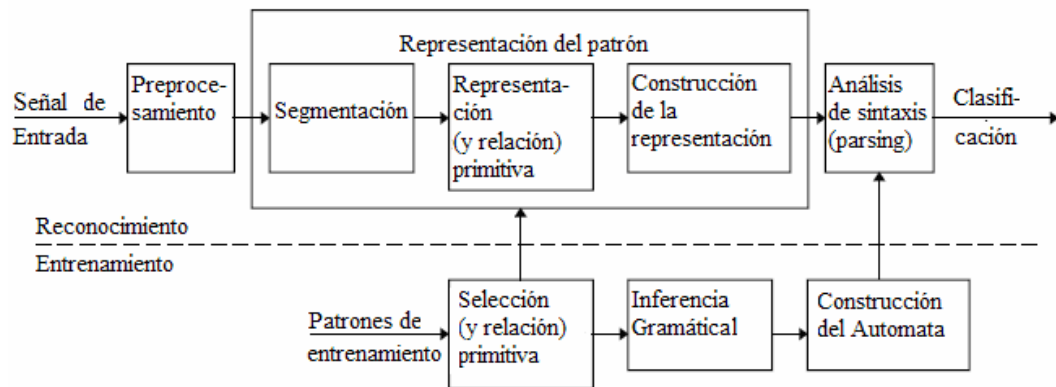 Representación del patrón
Señal de
Entrada
Preproce-
samiento
Segmentación
Representa-
ción
(y relación)
primitiva
Construcción
de la
representación
Análisis
de sintaxis
(parsing)
Clasifi-
cación
Reconocimiento
Entrenamiento
Patrones de
entrenamiento
Selección
(y relación)
primitiva
Inferencia
Gramátical
Construcción
del Automata